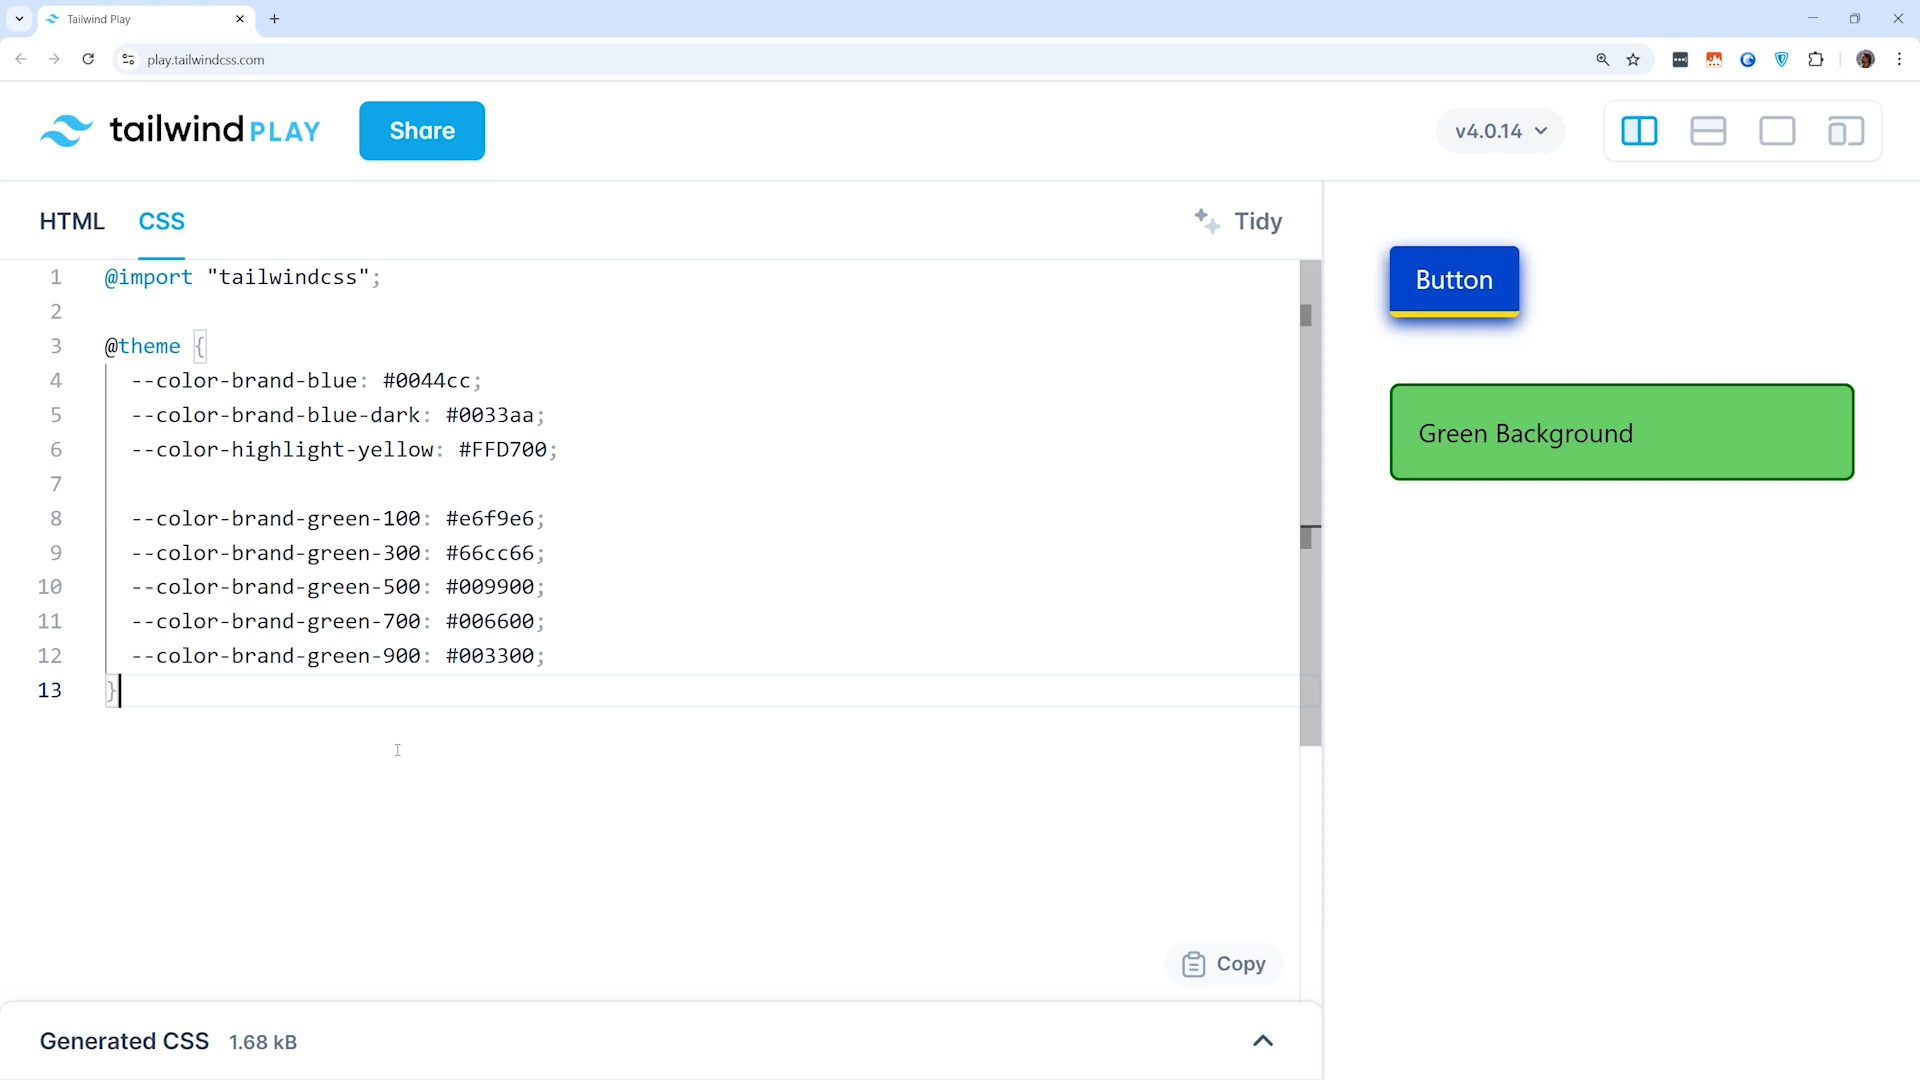 Tailwind Play
play.tailwindcss.com
tailwind PLAY
Share
v4.0.14
HTML CSS
Tidy
1 @import "tailwindcss";
2
3 @theme {
4 --color-brand-blue: #0044cc;
5 --color-brand-blue-dark: #0033aa;
6 --color-highlight-yellow: #FFD700;
7
8 --color-brand-green-100: #e6f9e6;
9 --color-brand-green-300: #66cc66;
10 --color-brand-green-500: #009900;
11 --color-brand-green-700: #006600;
12 --color-brand-green-900: #003300;
13 }
Copy
Generated CSS 1.68 kB
Button
Green Background